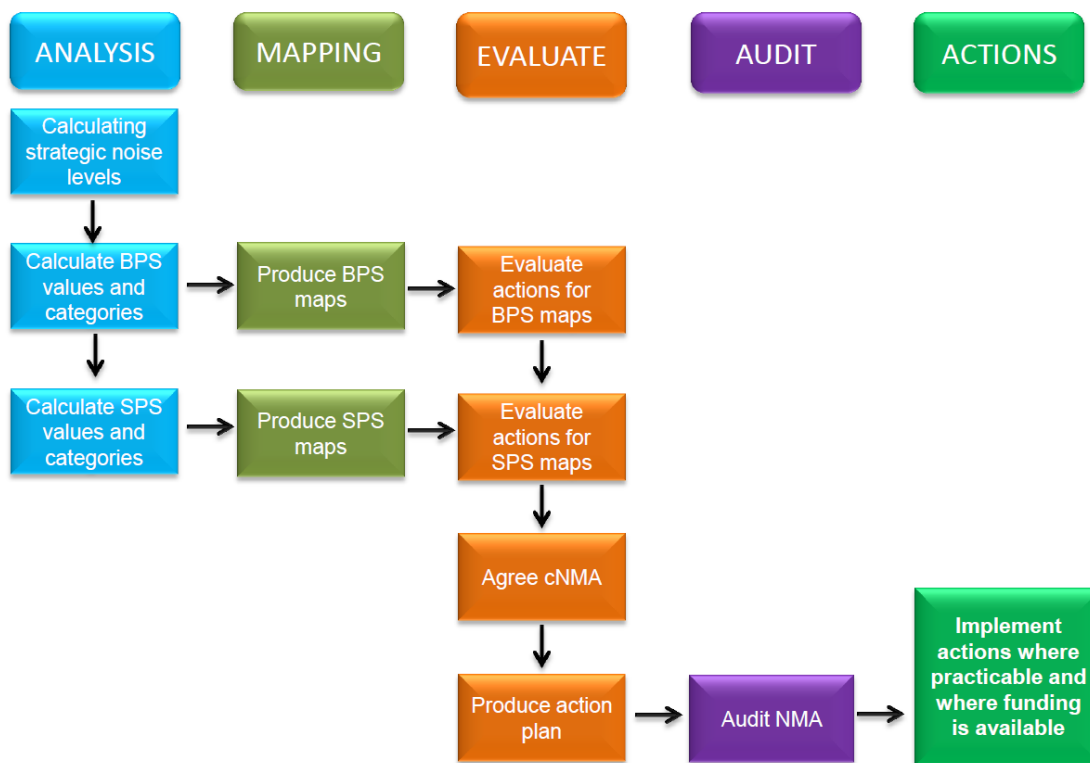 ANALYSIS
MAPPING
EVALUATE
AUDIT
ACTIONS
Calculating
strategic noise
levels
Calculate BPS
values and
categories
Produce BPS
maps
Evaluate
actions for
BPS maps
Calculate SPS
values and
categories
Produce SPS
maps
Evaluate
actions for
SPS maps
Agree cNMA
Produce action
plan
Audit NMA
Implement
actions where
practicable and
where funding
is available